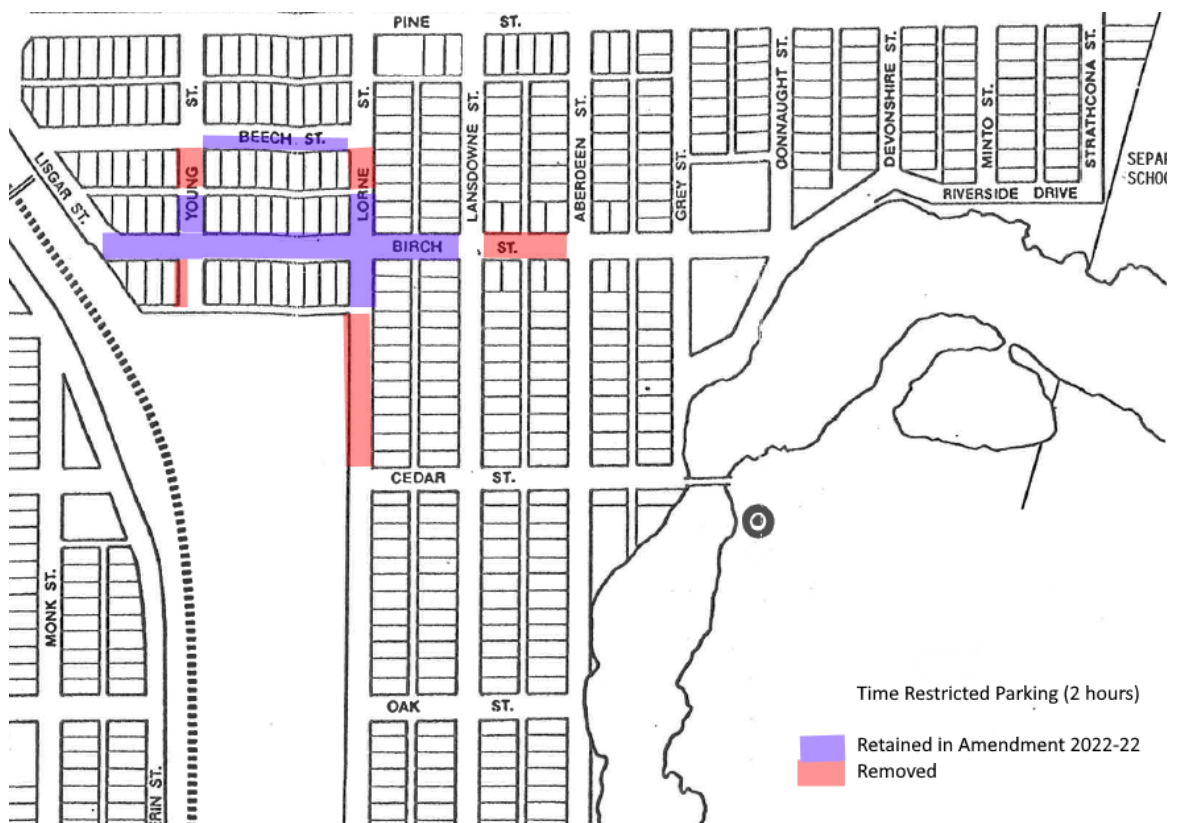 PINE ST.
YOUNG ST.
LORNE ST.
LANSDOWNE ST.
ABERDEEN ST.
GREY ST.
CONNAUGHT ST.
DEVONSHIRE ST.
MINTO ST.
STRATHCONA ST.
BEECH ST.
LISGAR ST.
SEPAR
SCHOO
RIVERSIDE DRIVE
BIRCH ST.
CEDAR ST.
MONK ST.
OAK ST.
ERIN ST.
Time Restricted Parking (2 hours)
Retained in Amendment 2022-22
Removed